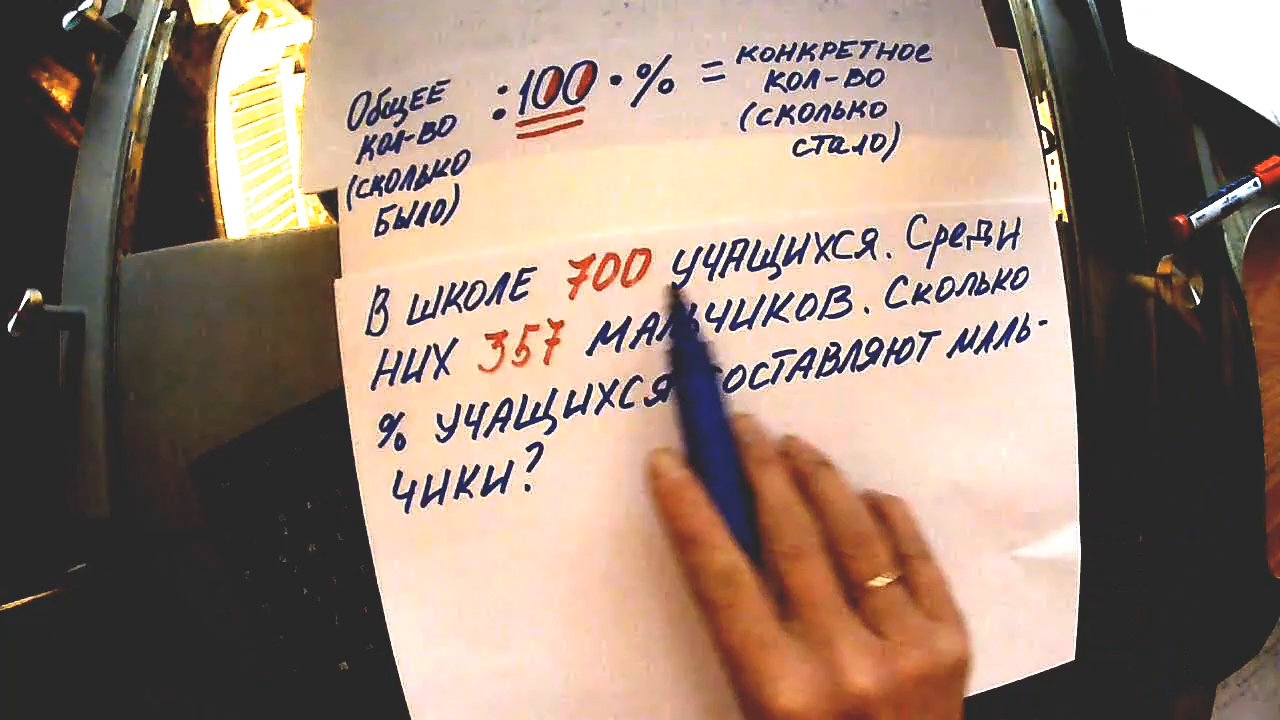 Общее : 100 • % = конкретное
кол-во кол-во
(сколько (сколько
было) стало)
В школе 700 учащихся. Среди
них 357 мальчиков. Сколько
% учащихся составляют маль-
чики?